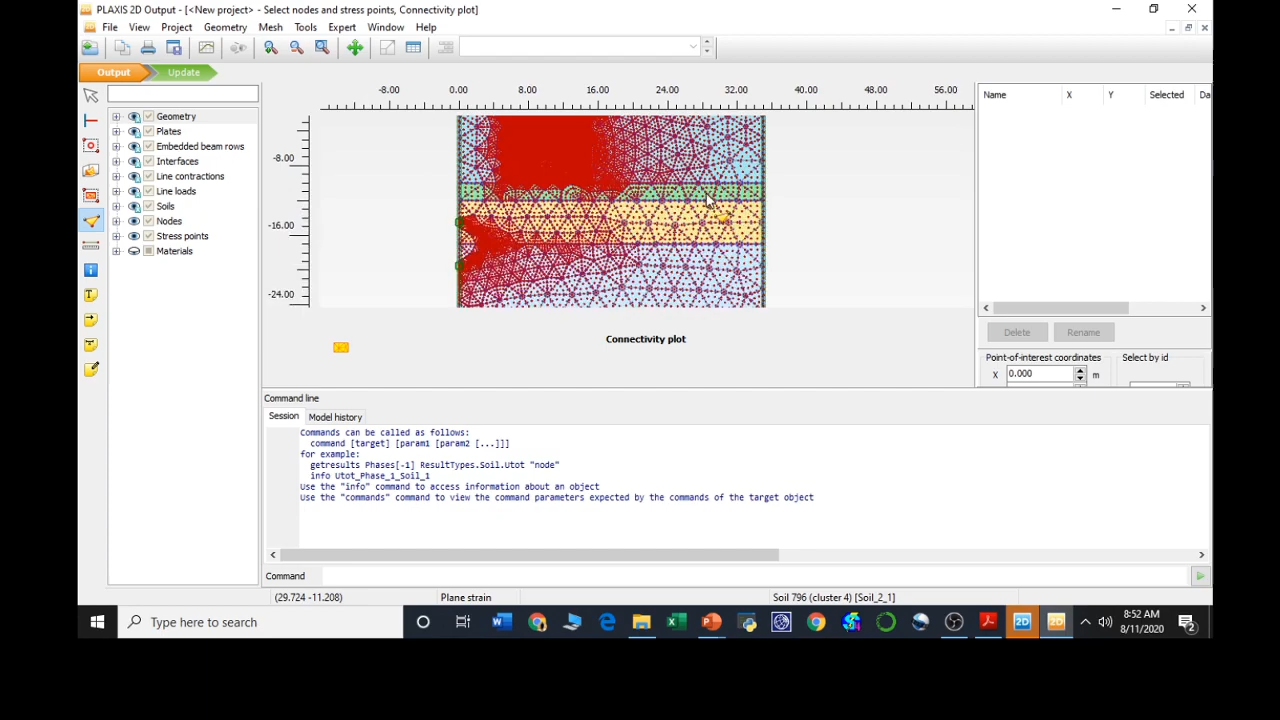 PLAXIS 2D Output - [<New project> - Select nodes and stress points, Connectivity plot]
File View Project Geometry Mesh Tools Expert Window Help
Output Update
-8.00 0.00 8.00 16.00 24.00 32.00 40.00 48.00 56.00
Name X Y Selected Da
Geometry
Plates
Embedded beam rows
Interfaces
Line contractions
Line loads
Soils
Nodes
Stress points
Materials
-8.00
-16.00
-24.00
Connectivity plot
Delete Rename
Point-of-interest coordinates Select by id
X 0.000 m
Command line
Session Model history
Commands can be called as follows:
command [target] [param1 [param2 [...]]]
for example:
getresults Phases[-1] ResultTypes.Soil.Utot "node"
info Utot_Phase_1_Soil_1
Use the "info" command to access information about an object
Use the "commands" command to view the command parameters expected by the commands of the target object
Command
(29.724 -11.208) Plane strain Soil 796 (cluster 4) [Soil_2_1]
Type here to search
2D 2D
8:52 AM
8/11/2020
2